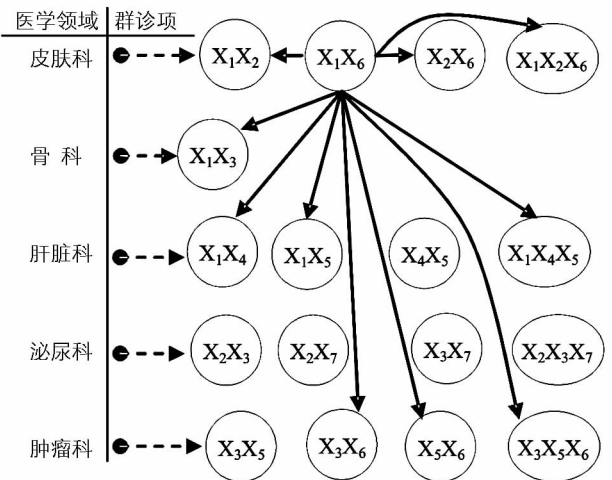 医学领域 群诊项
皮肤科 X₁X₂ X₁X₆ X₂X₆ X₁X₂X₆
骨 科 X₁X₃
肝脏科 X₁X₄ X₁X₅ X₄X₅ X₁X₄X₅
泌尿科 X₂X₃ X₂X₇ X₃X₇ X₂X₃X₇
肿瘤科 X₃X₅ X₃X₆ X₅X₆ X₃X₅X₆